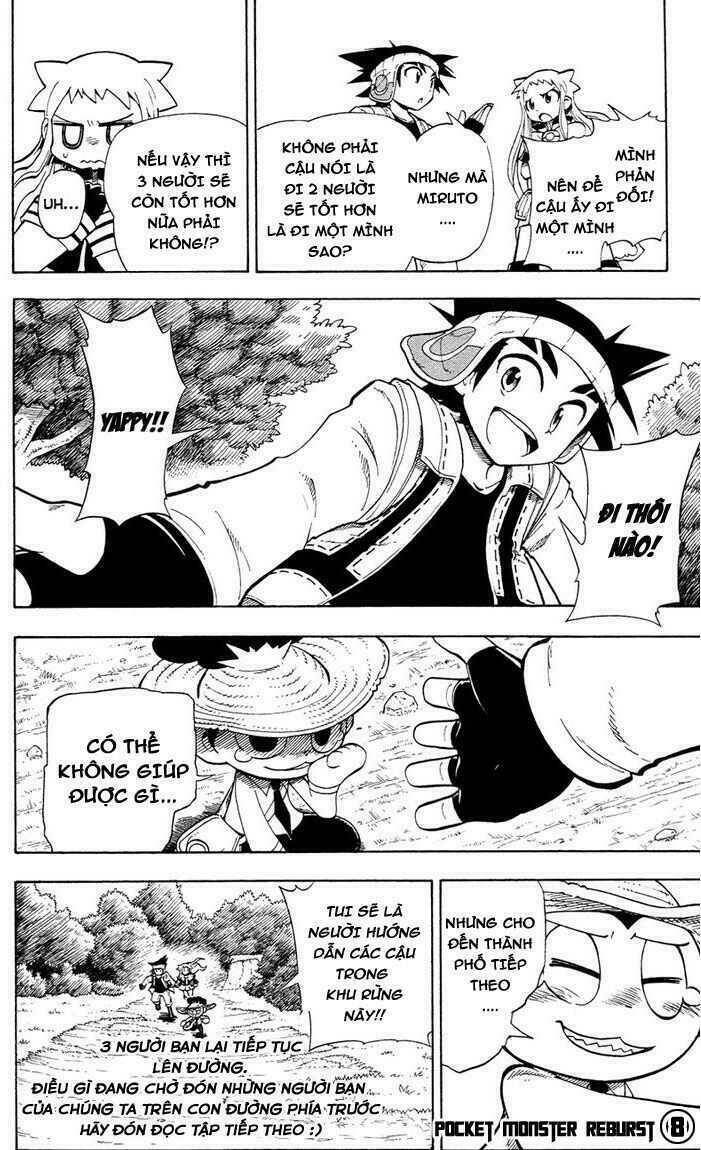 MÌNH
PHẢN
ĐỐI!
NÊN ĐỂ
CẬU ẤY ĐI
MỘT MÌNH
....
NHƯNG MÀ
MIRUTO
....
KHÔNG PHẢI
CẬU NÓI LÀ
ĐI 2 NGƯỜI
SẼ TỐT HƠN
LÀ ĐI MỘT MÌNH
SAO?
NẾU VẬY THÌ
3 NGƯỜI SẼ
CÒN TỐT HƠN
NỮA PHẢI
KHÔNG!?
UH...
ĐI THÔI
NÀO!
YAPPY!!
CÓ THỂ
KHÔNG GIÚP
ĐƯỢC GÌ...
NHƯNG CHO
ĐẾN THÀNH
PHỐ TIẾP
THEO
....
TUI SẼ LÀ
NGƯỜI HƯỚNG
DẪN CÁC CẬU
TRONG
KHU RỪNG
NÀY!!
3 NGƯỜI BẠN LẠI TIẾP TỤC
LÊN ĐƯỜNG.
ĐIỀU GÌ ĐANG CHỜ ĐÓN NHỮNG NGƯỜI BẠN
CỦA CHÚNG TA TRÊN CON ĐƯỜNG PHÍA TRƯỚC
HÃY ĐÓN ĐỌC TẬP TIẾP THEO :)
POCKET MONSTER REBURST 8